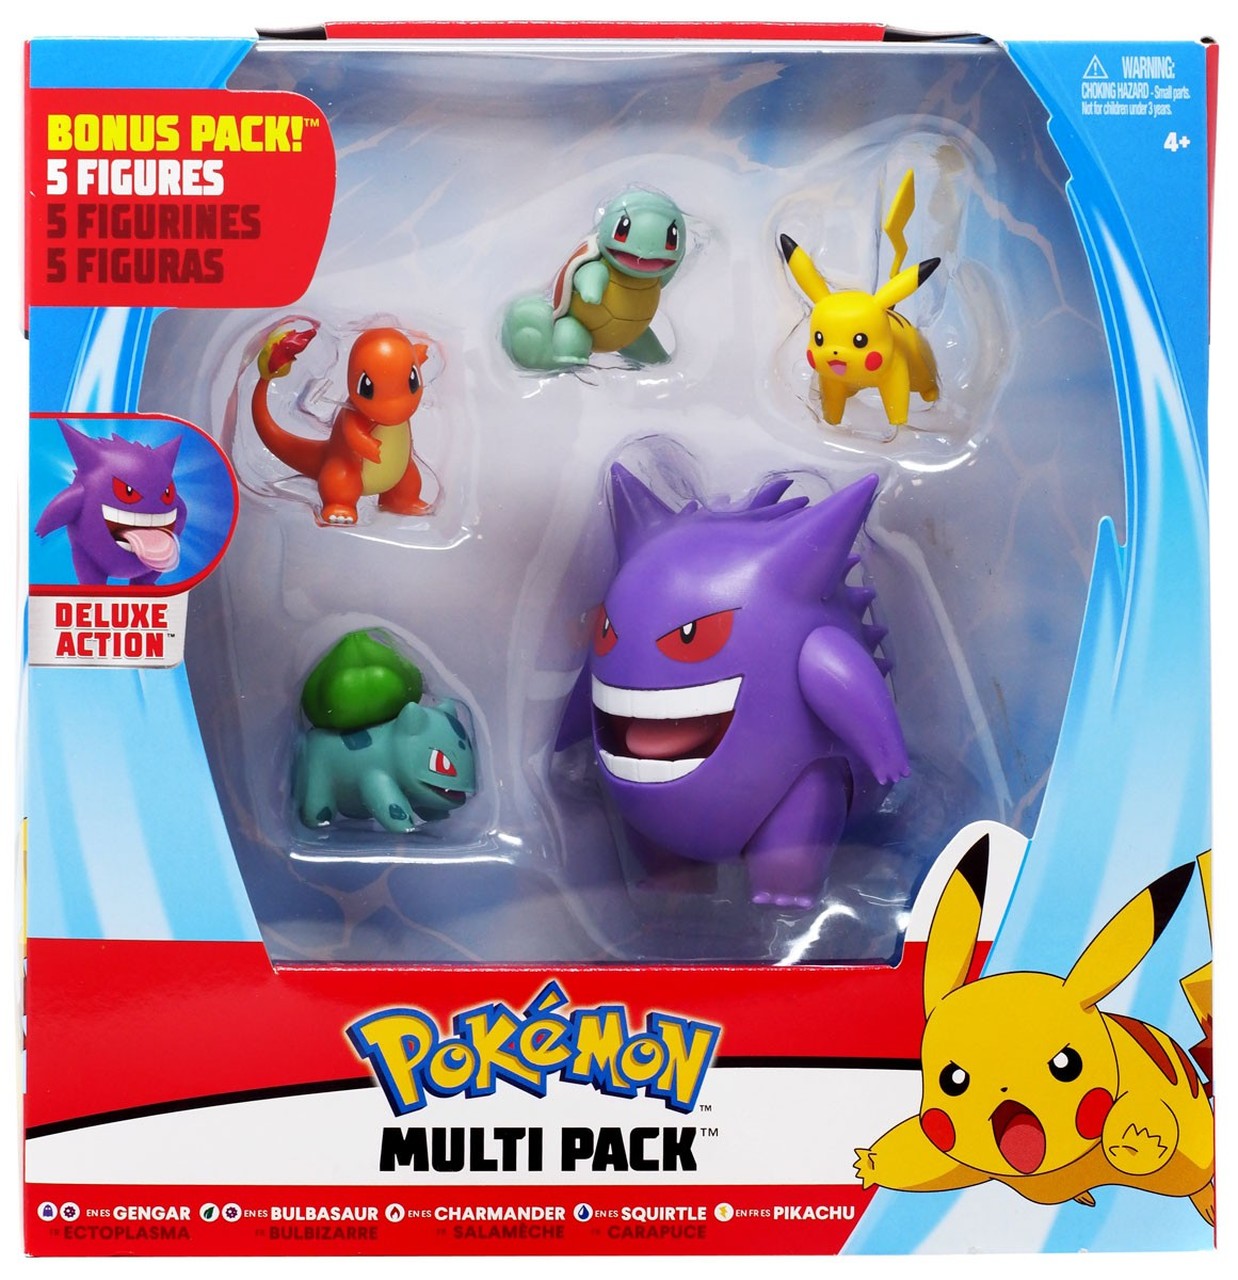 BONUS PACK!™
5 FIGURES
5 FIGURINES
5 FIGURAS
WARNING:
CHOKING HAZARD - Small parts.
Not for children under 3 years.
4+
DELUXE
ACTION™
POKéMON™
MULTI PACK™
EN ES GENGAR EN ES BULBASAUR EN ES CHARMANDER EN ES SQUIRTLE EN FR ES PIKACHU
FR ECTOPLASMA FR BULBIZARRE FR SALAMÈCHE FR CARAPUCE